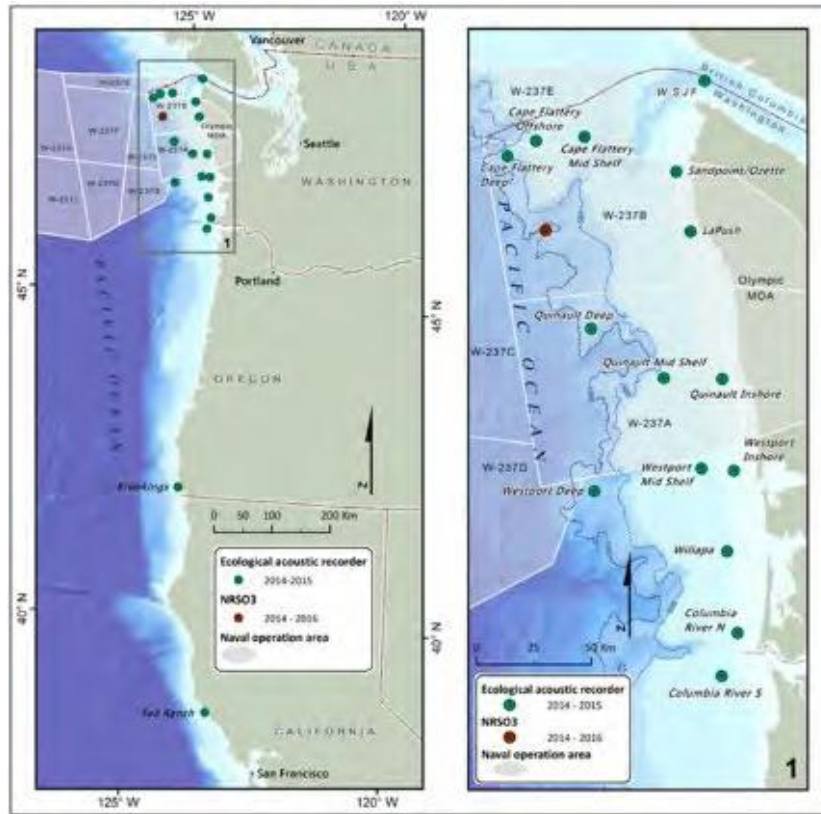 125° W
120° W
Vancouver
CANADA
U S A
W-237E
W-237B
W-237F
Olympic
MOA
Seattle
W-237A
WASHINGTON
1
45° N
Portland
45° N
PACIFIC OCEAN
OREGON
Brookings
Z
0 50 100 200 Km
Ecological acoustic recorder
2014-2015
NRSO3
2014 - 2016
Naval operation area
40° N
40° N
CALIFORNIA
San Francisco
125° W
120° W
W-237E
W SJF
British Columbia
Washington
Cape Flattery
Offshore
Cape Flattery
Mid Shelf
Cape Flattery
Deep
Sandpoint/Ozette
W-237B
LaPush
Olympic
MOA
PACIFIC OCEAN
Quinault Deep
W-237C
Quinault Mid Shelf
Quinault Inshore
W-237A
Westport
Inshore
W-237D
Westport
Mid Shelf
Westport Deep
Willapa
Z
Columbia
River N
0 25 50 Km
Columbia River S
Ecological acoustic recorder
2014 - 2015
NRSO3
2014 - 2016
Naval operation area
1